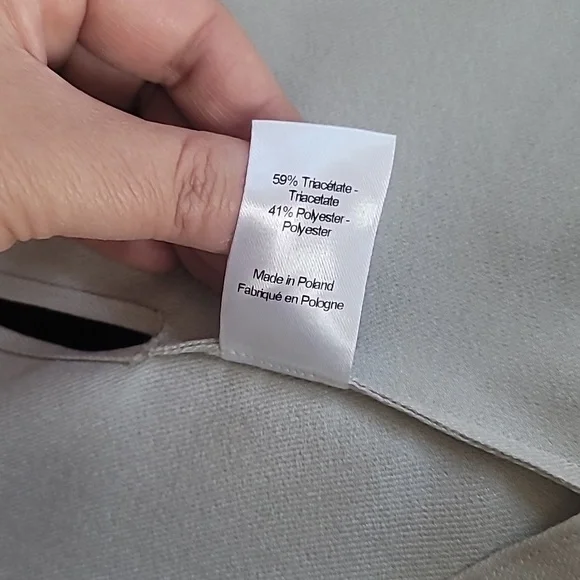 59% Triacétate -
Triacetate
41% Polyester -
Polyester
Made in Poland
Fabriqué en Pologne